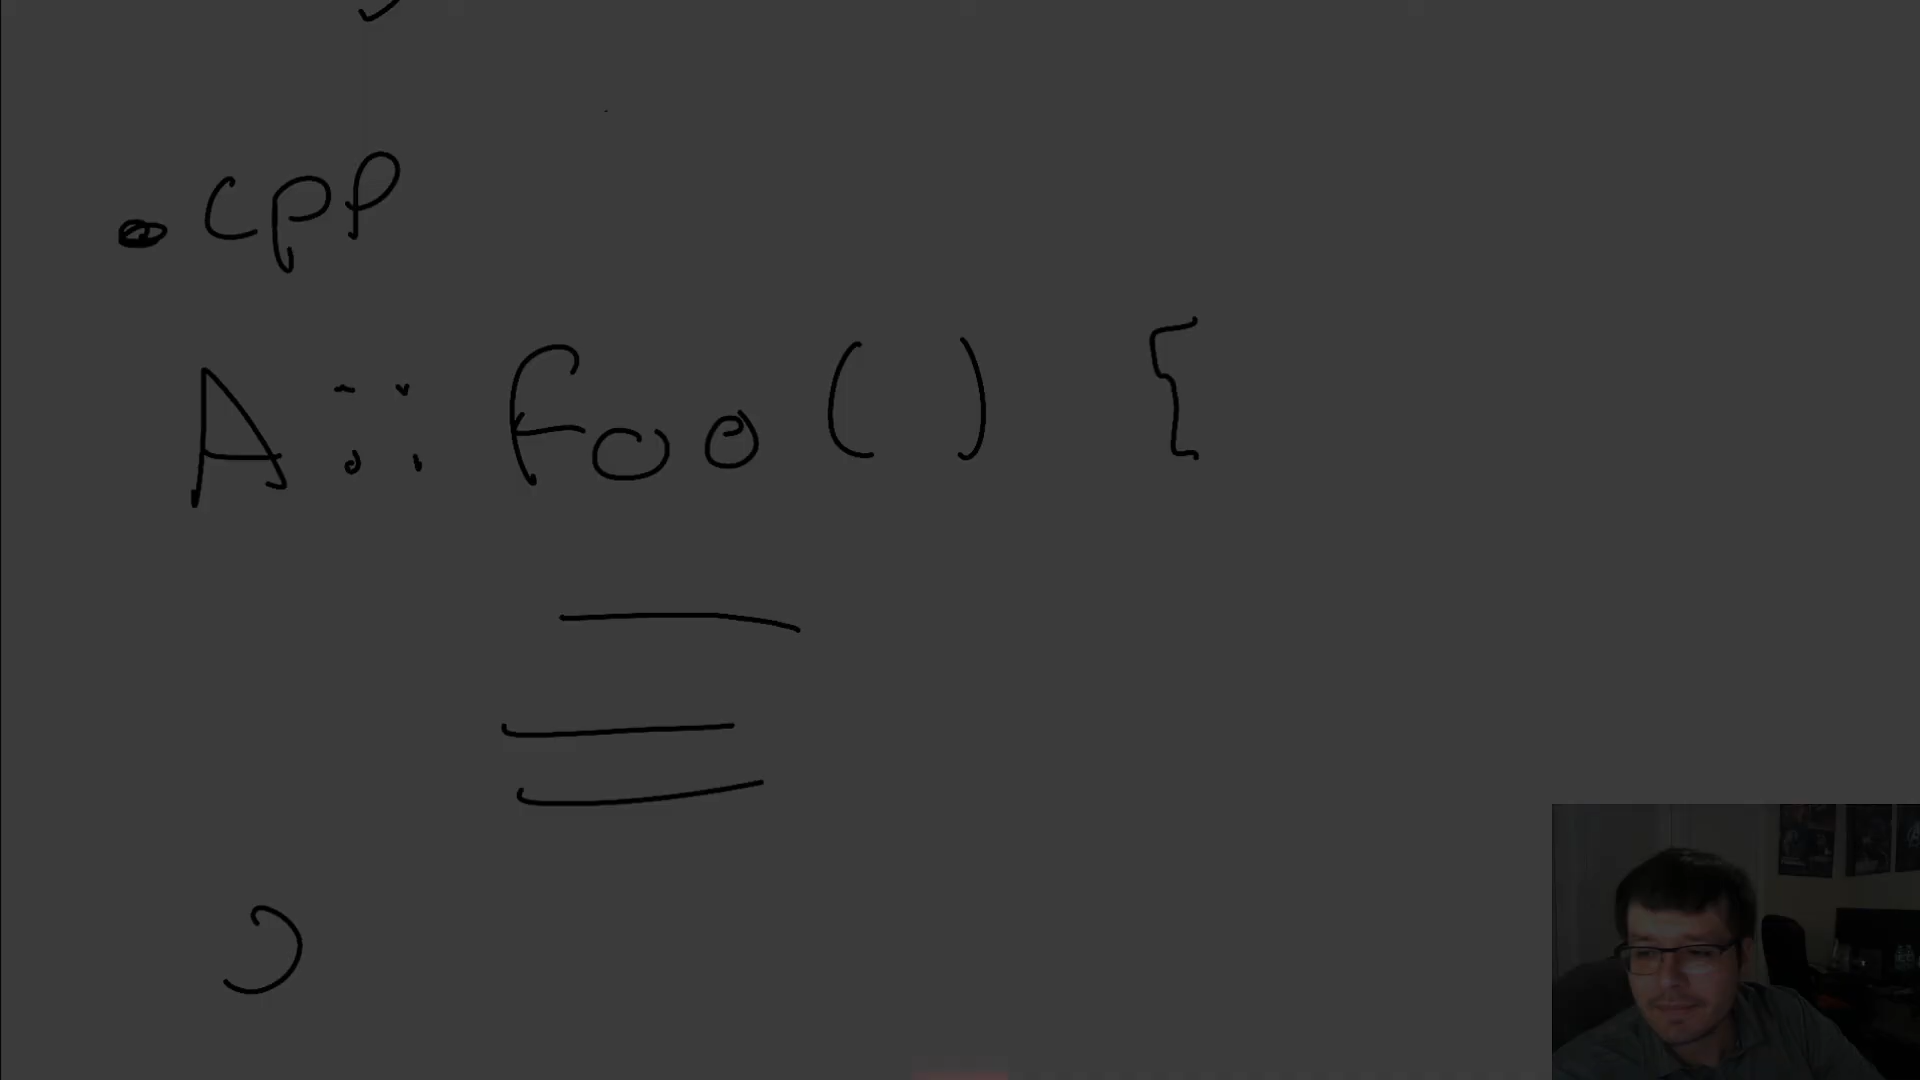 .cpp
A::foo() {
}